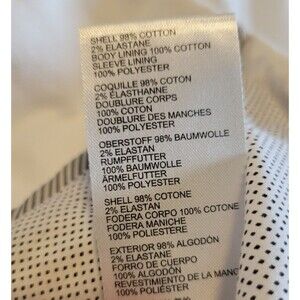 SHELL 98% COTTON
2% ELASTANE
BODY LINING 100% COTTON
SLEEVE LINING
100% POLYESTER
COQUILLE 98% COTON
2% ÉLASTHANNE
DOUBLURE CORPS
100% COTON
DOUBLURE DES MANCHES
100% POLYESTER
OBERSTOFF 98% BAUMWOLLE
2% ELASTAN
RUMPFFUTTER
100% BAUMWOLLE
ÄRMELFUTTER
100% POLYESTER
SHELL 98% COTONE
2% ELASTAN
FODERA CORPO 100% COTONE
FODERA MANICHE
100% POLIESTERE
EXTERIOR 98% ALGODÓN
2% ELASTANE
FORRO DE CUERPO
100% ALGODÓN
REVESTIMIENTO DE LA MANG
100% POLIÉSTER